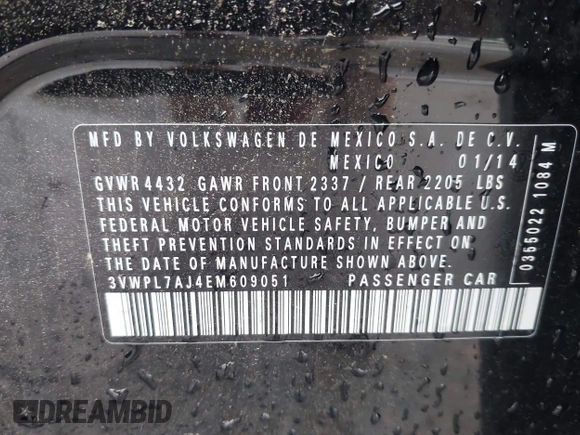 MFD BY VOLKSWAGEN DE MEXICO S.A. DE C.V.
MEXICO 01/14
GVWR 4432 GAWR FRONT 2337 / REAR 2205 LBS
THIS VEHICLE CONFORMS TO ALL APPLICABLE U.S.
FEDERAL MOTOR VEHICLE SAFETY, BUMPER AND
THEFT PREVENTION STANDARDS IN EFFECT ON
THE DATE OF MANUFACTURE SHOWN ABOVE.
3VWPL7AJ4EM609051 PASSENGER CAR
0355022 1084 M
DREAMBID